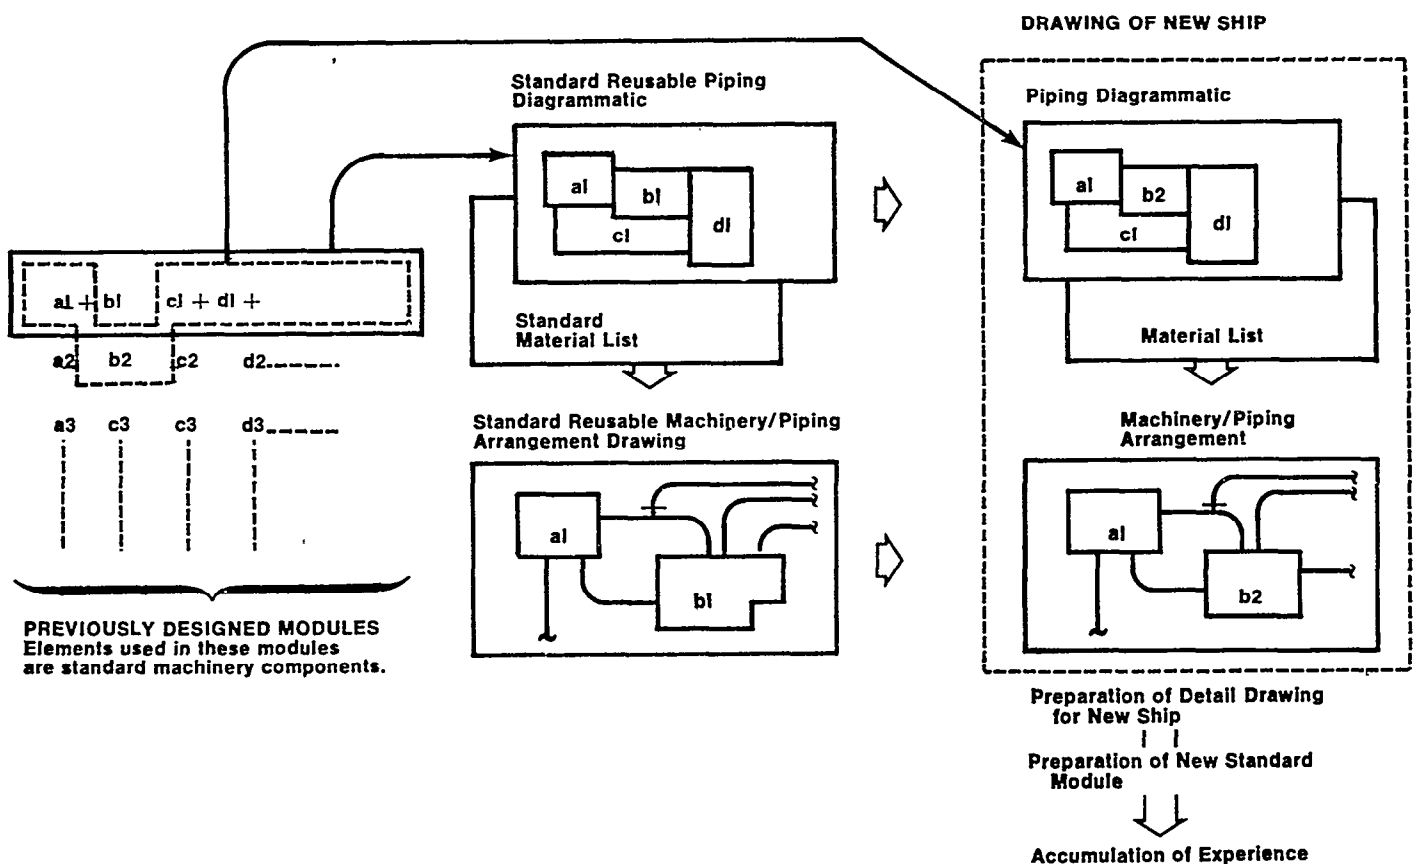 DRAWING OF NEW SHIP
Standard Reusable Piping
Diagrammatic
Piping Diagrammatic
a1
b1
c1
d1
a1
b2
c1
d1
a1 + b1 c1 + d1 +
a2 b2 c2 d2
a3 c3 c3 d3
Standard
Material List
Material List
Standard Reusable Machinery/Piping
Arrangement Drawing
Machinery/Piping
Arrangement
a1
b1
a1
b2
PREVIOUSLY DESIGNED MODULES
Elements used in these modules
are standard machinery components.
Preparation of Detail Drawing
for New Ship
Preparation of New Standard
Module
Accumulation of Experience